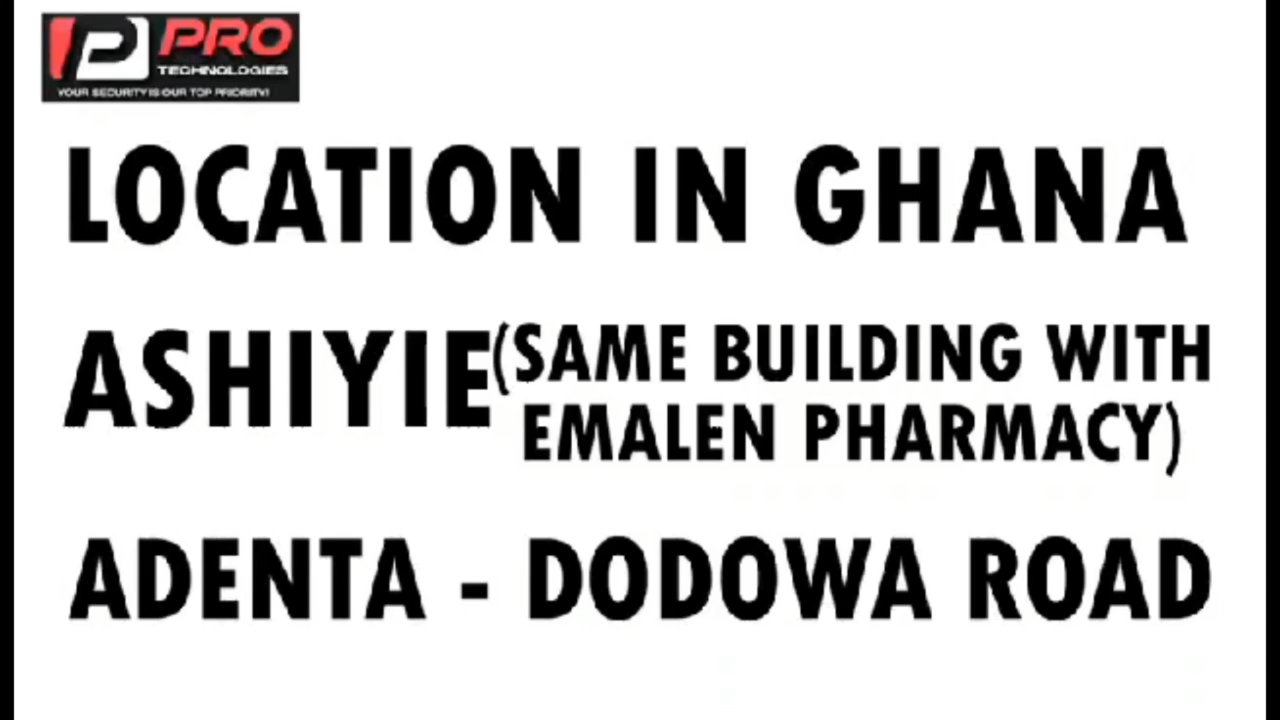 PRO
TECHNOLOGIES
YOUR SECURITY IS OUR TOP PRIORITY!
LOCATION IN GHANA
ASHIYIE (SAME BUILDING WITH
EMALEN PHARMACY)
ADENTA - DODOWA ROAD